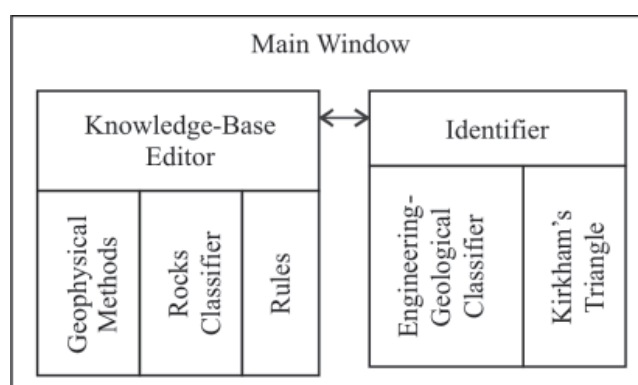 Main Window
Knowledge-Base
Editor
Identifier
Geophysical
Methods
Rocks
Classifier
Rules
Engineering-
Geological
Classifier
Kirkham's
Triangle